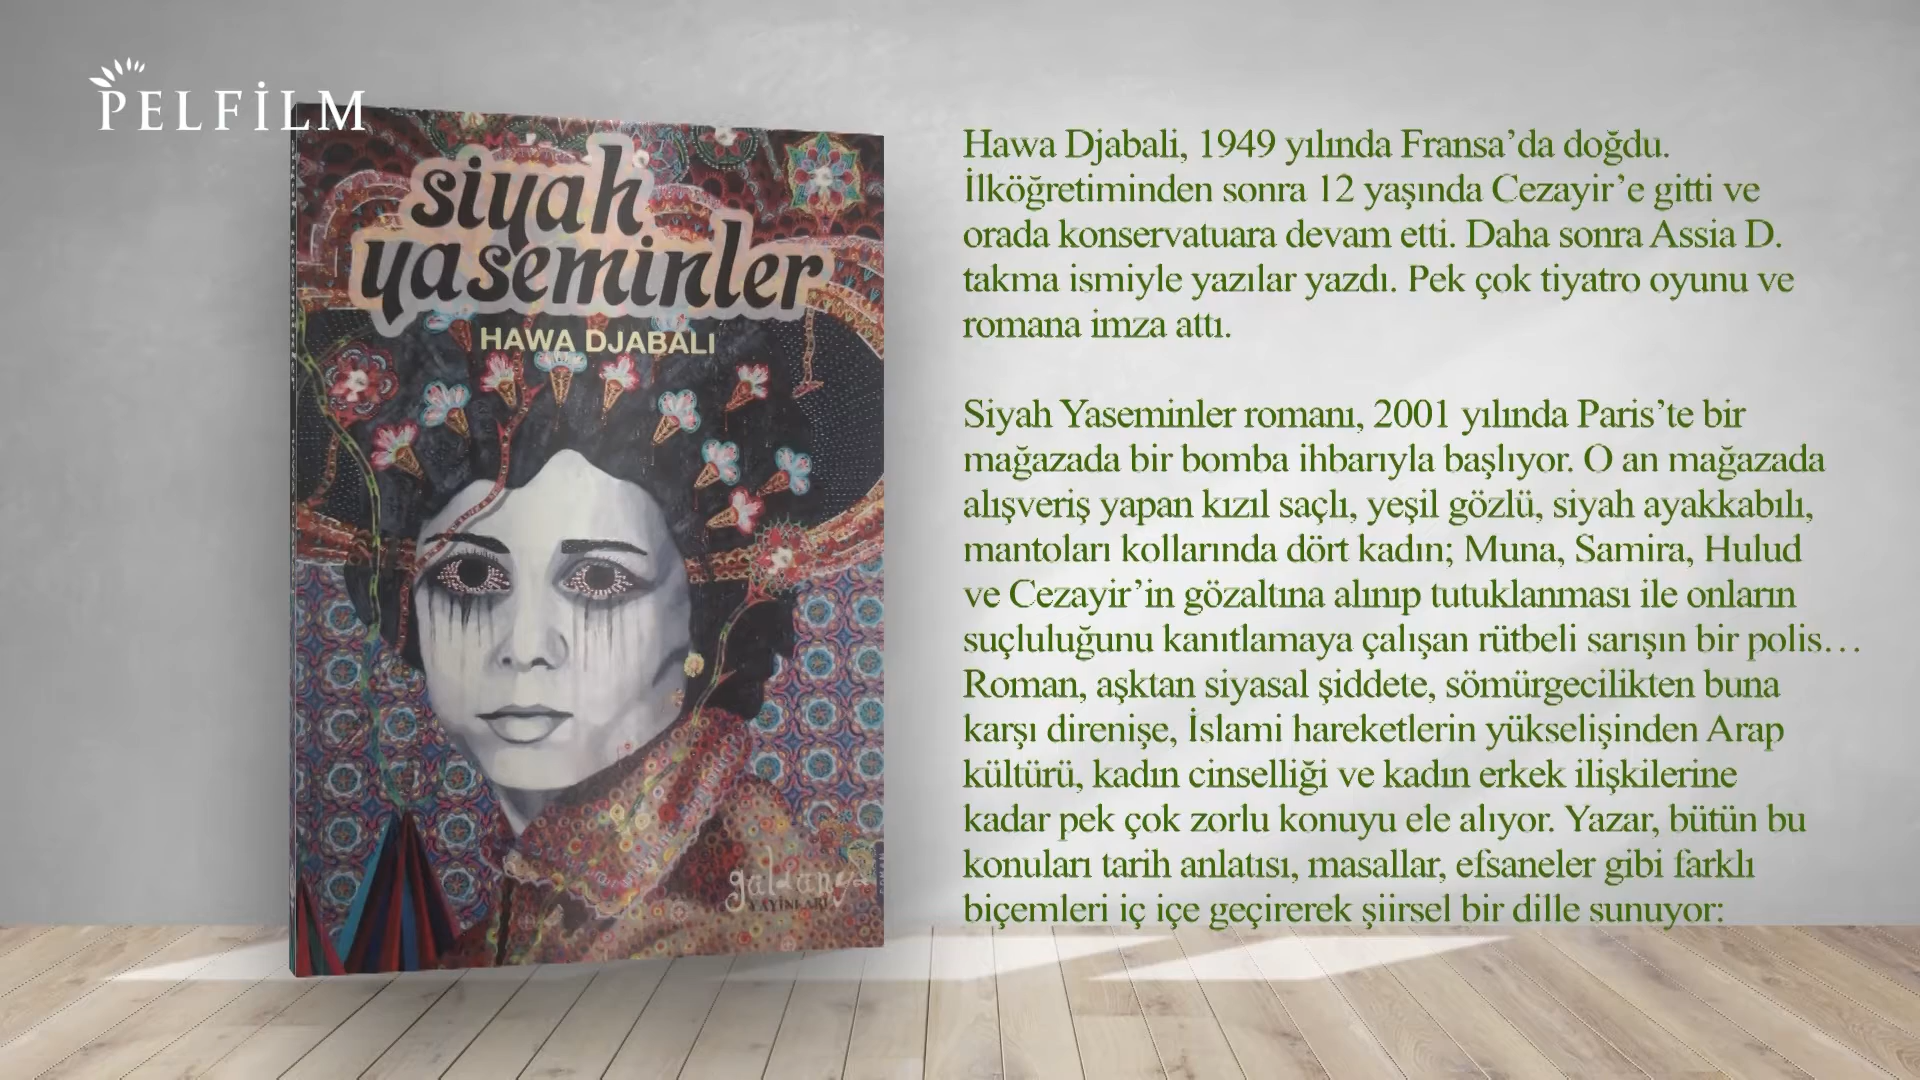 PELFİLM
siyah
yaseminler
HAWA DJABALI
YAYINLARI
Hawa Djabali, 1949 yılında Fransa’da doğdu.
İlköğretiminden sonra 12 yaşında Cezayir’e gitti ve
orada konservatuara devam etti. Daha sonra Assia D.
takma ismiyle yazılar yazdı. Pek çok tiyatro oyunu ve
romana imza attı.
Siyah Yaseminler romanı, 2001 yılında Paris’te bir
mağazada bir bomba ihbarıyla başlıyor. O an mağazada
alışveriş yapan kızıl saçlı, yeşil gözlü, siyah ayakkabılı,
mantoları kollarında dört kadın; Muna, Samira, Hulud
ve Cezayir’in gözaltına alınıp tutuklanması ile onların
suçluluğunu kanıtlamaya çalışan rütbeli sarışın bir polis…
Roman, aşktan siyasal şiddete, sömürgecilikten buna
karşı direnişe, İslami hareketlerin yükselişinden Arap
kültürü, kadın cinselliği ve kadın erkek ilişkilerine
kadar pek çok zorlu konuyu ele alıyor. Yazar, bütün bu
konuları tarih anlatısı, masallar, efsaneler gibi farklı
biçemleri iç içe geçirerek şiirsel bir dille sunuyor: